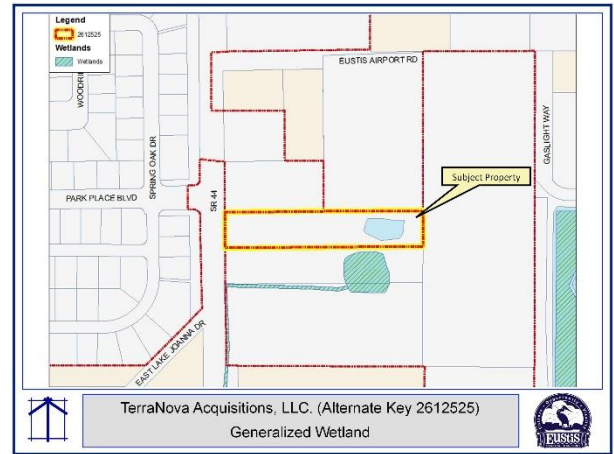 Legend
2612525
Wetlands
Wetlands
EUSTIS AIRPORT RD
SPRING OAK DR
GASLIGHT WAY
Subject Property
PARK PLACE BLVD
SR 44
EAST LAKE JOANNA DR
TerraNova Acquisitions, LLC. (Alternate Key 2612525)
Generalized Wetland
EUSTIS